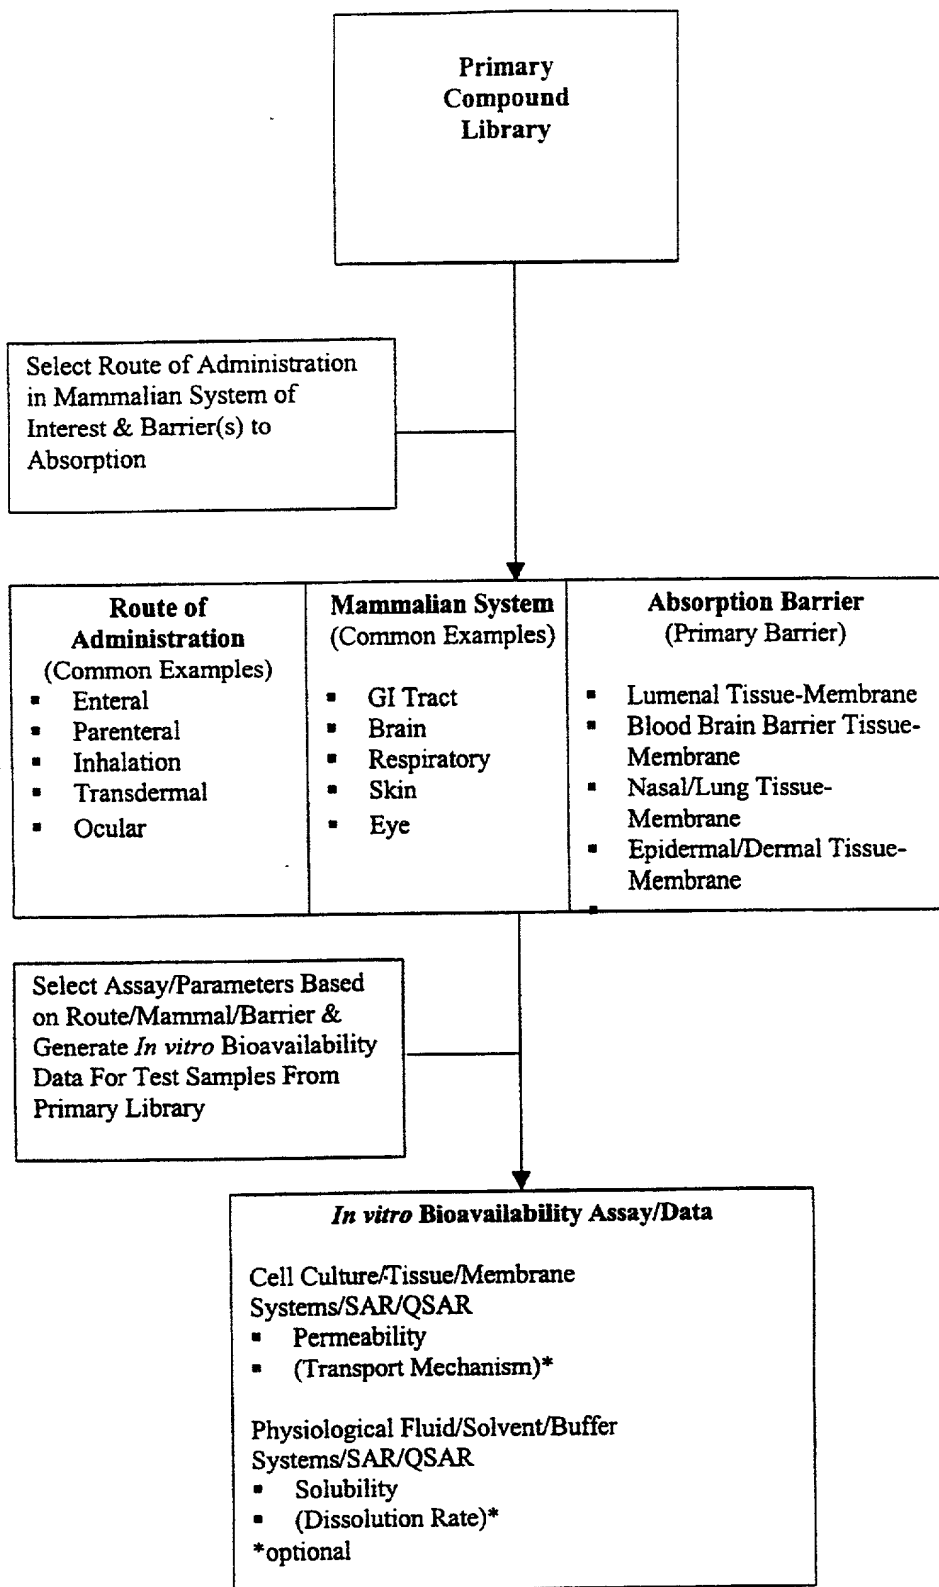 Primary
Compound
Library
Select Route of Administration
in Mammalian System of
Interest & Barrier(s) to
Absorption
Route of
Administration
(Common Examples)
▪ Enteral
▪ Parenteral
▪ Inhalation
▪ Transdermal
▪ Ocular
Mammalian System
(Common Examples)
▪ GI Tract
▪ Brain
▪ Respiratory
▪ Skin
▪ Eye
Absorption Barrier
(Primary Barrier)
▪ Lumenal Tissue-Membrane
▪ Blood Brain Barrier Tissue-
Membrane
▪ Nasal/Lung Tissue-
Membrane
▪ Epidermal/Dermal Tissue-
Membrane
▪
Select Assay/Parameters Based
on Route/Mammal/Barrier &
Generate In vitro Bioavailability
Data For Test Samples From
Primary Library
In vitro Bioavailability Assay/Data
Cell Culture/Tissue/Membrane
Systems/SAR/QSAR
▪ Permeability
▪ (Transport Mechanism)*
Physiological Fluid/Solvent/Buffer
Systems/SAR/QSAR
▪ Solubility
▪ (Dissolution Rate)*
*optional